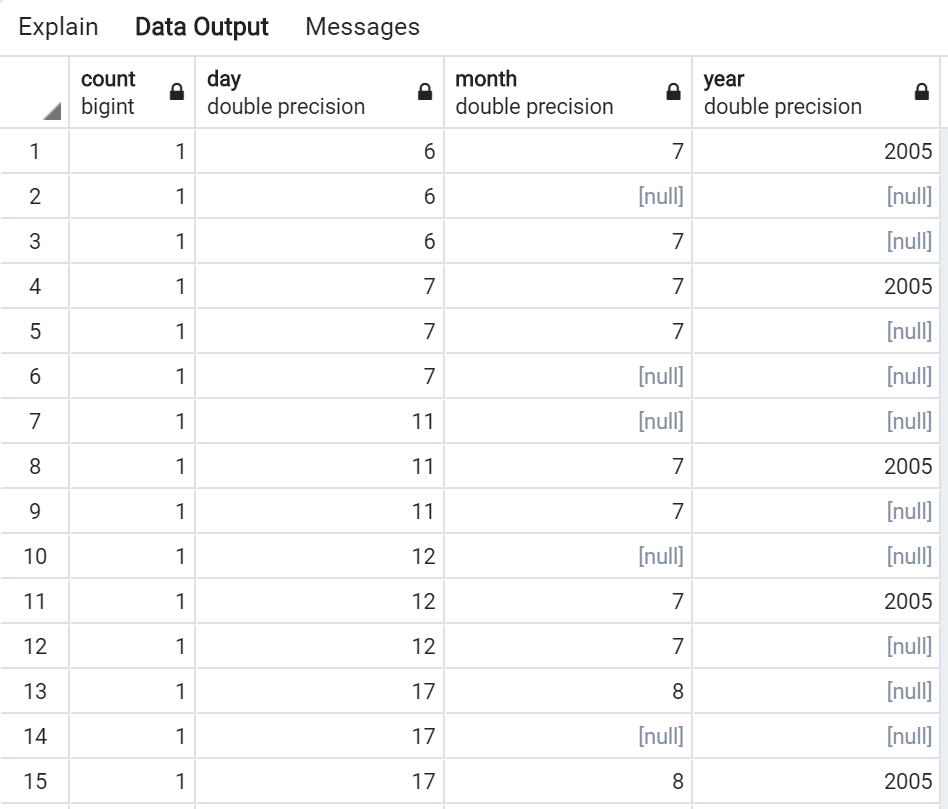 Explain Data Output Messages
count day month year
bigint double precision double precision double precision
1 1 6 7 2005
2 1 6 [null] [null]
3 1 6 7 [null]
4 1 7 7 2005
5 1 7 7 [null]
6 1 7 [null] [null]
7 1 11 [null] [null]
8 1 11 7 2005
9 1 11 7 [null]
10 1 12 [null] [null]
11 1 12 7 2005
12 1 12 7 [null]
13 1 17 8 [null]
14 1 17 [null] [null]
15 1 17 8 2005